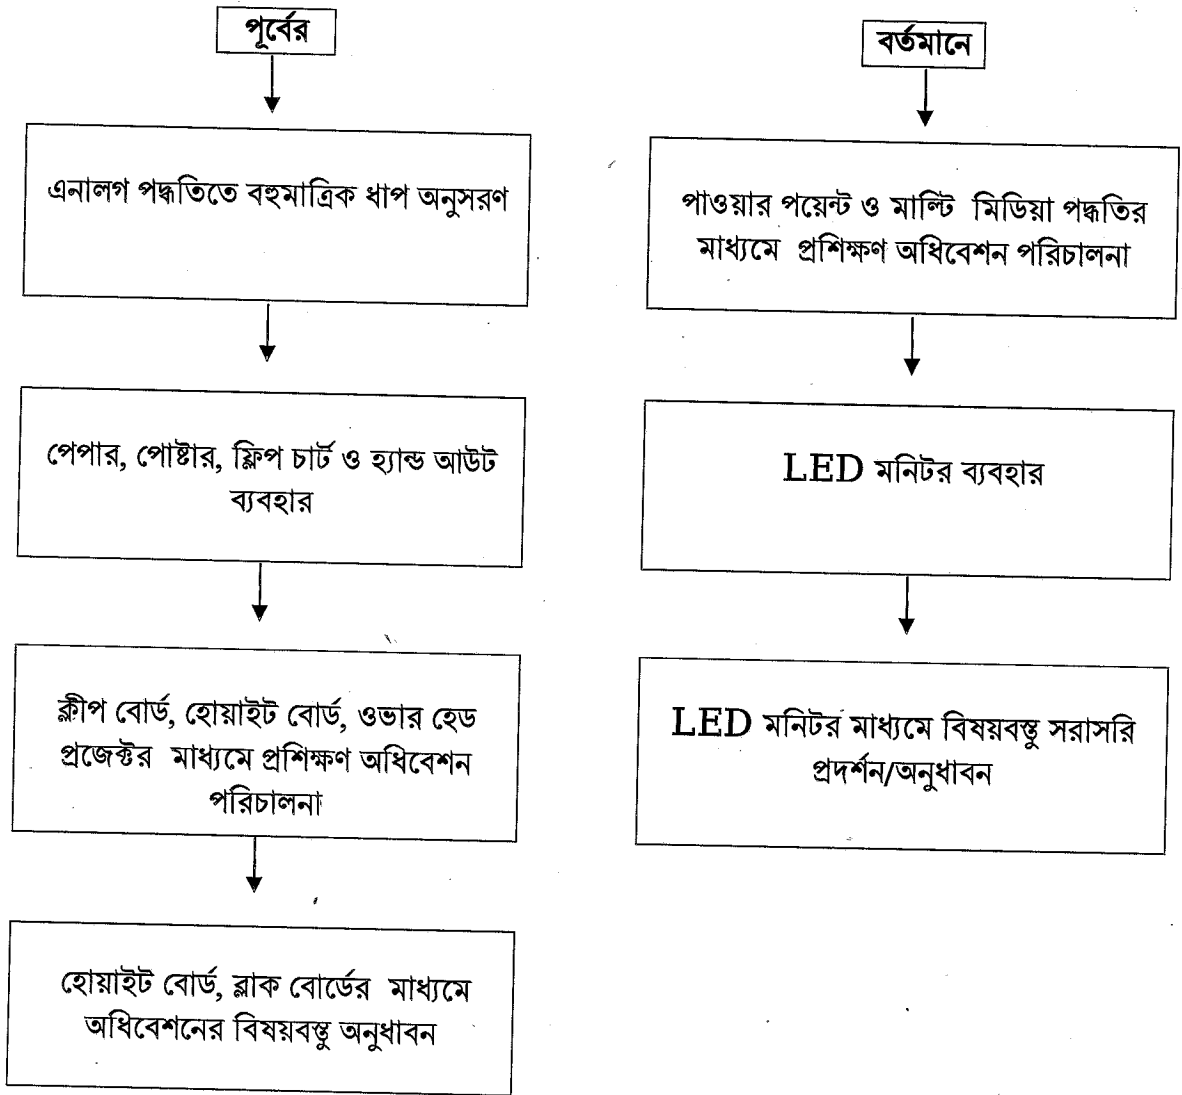 পূর্বের
এনালগ পদ্ধতিতে বহুমাত্রিক ধাপ অনুসরণ
পেপার, পোষ্টার, ফ্লিপ চার্ট ও হ্যান্ড আউট
ব্যবহার
ক্লীপ বোর্ড, হোয়াইট বোর্ড, ওভার হেড
প্রজেক্টর মাধ্যমে প্রশিক্ষণ অধিবেশন
পরিচালনা
হোয়াইট বোর্ড, ব্লাক বোর্ডের মাধ্যমে
অধিবেশনের বিষয়বস্তু অনুধাবন
বর্তমানে
পাওয়ার পয়েন্ট ও মাল্টি মিডিয়া পদ্ধতির
মাধ্যমে প্রশিক্ষণ অধিবেশন পরিচালনা
LED মনিটর ব্যবহার
LED মনিটর মাধ্যমে বিষয়বস্তু সরাসরি
প্রদর্শন/অনুধাবন